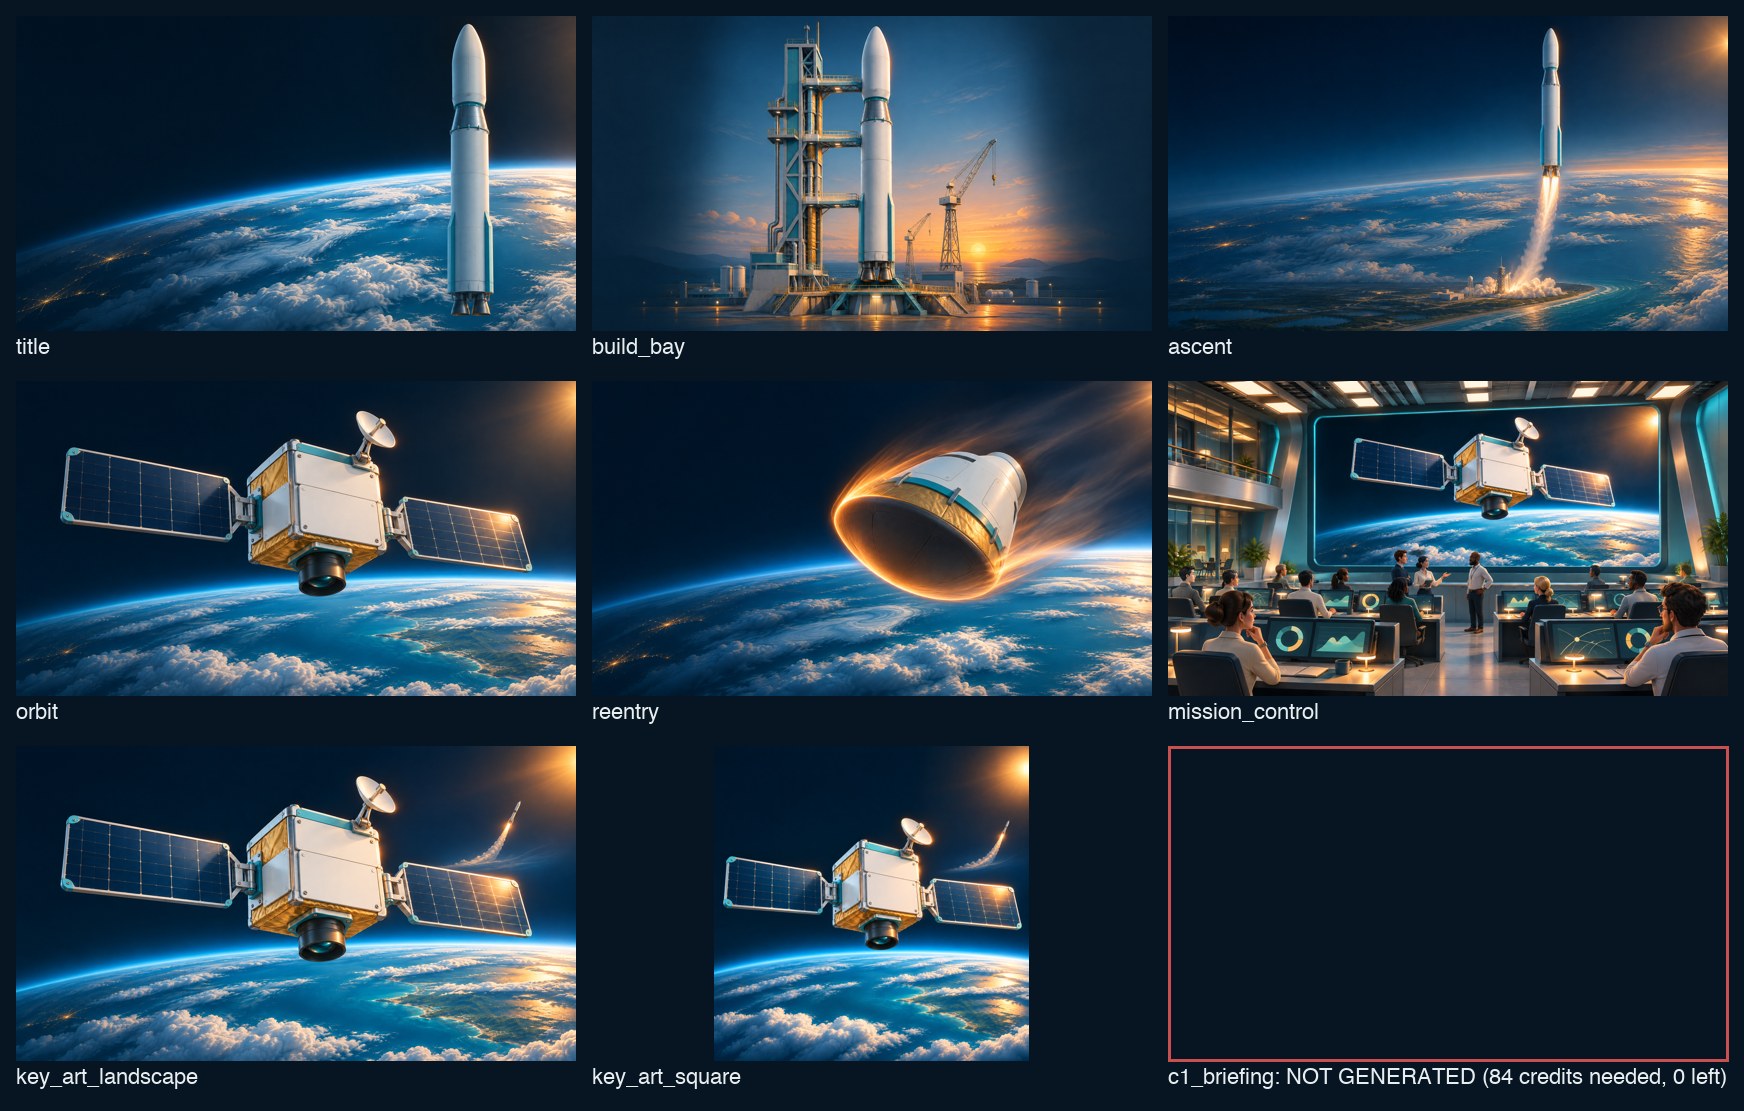 title
build_bay
ascent
orbit
reentry
mission_control
key_art_landscape
key_art_square
c1_briefing: NOT GENERATED (84 credits needed, 0 left)